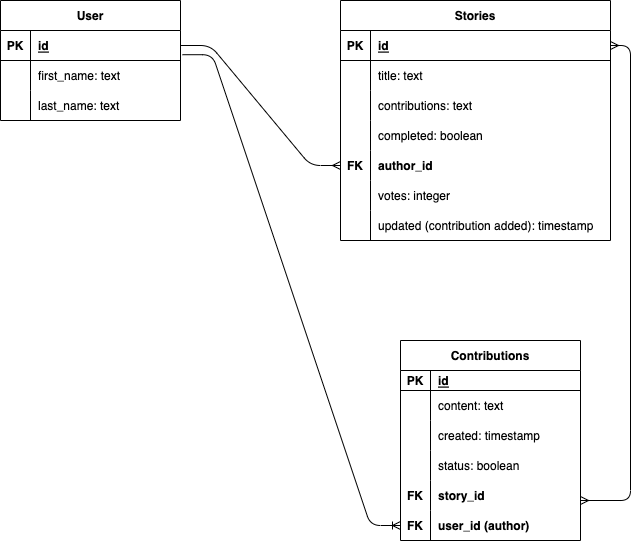 User
PK id
first_name: text
last_name: text
Stories
PK id
title: text
contributions: text
completed: boolean
FK author_id
votes: integer
updated (contribution added): timestamp
Contributions
PK id
content: text
created: timestamp
status: boolean
FK story_id
FK user_id (author)